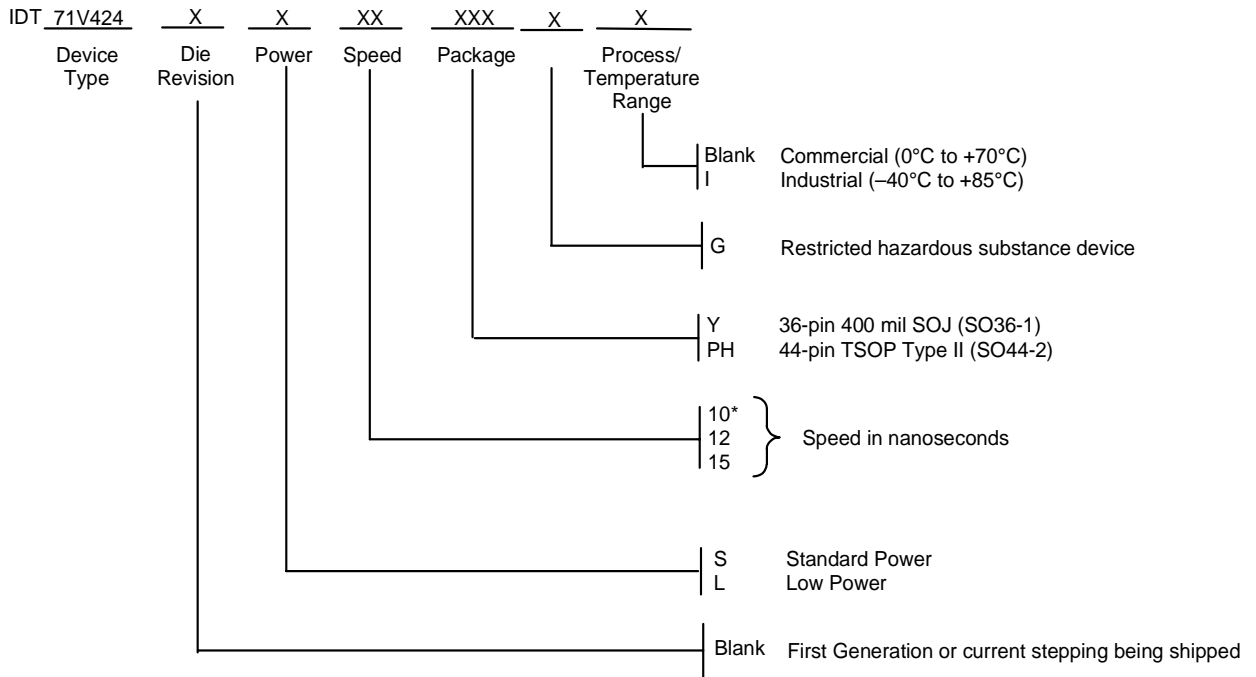 IDT 71V424 X X XX XXX X X
Device Type
Die Revision
Power
Speed
Package
Process/ Temperature Range
Blank Commercial (0°C to +70°C)
I Industrial (–40°C to +85°C)
G Restricted hazardous substance device
Y 36-pin 400 mil SOJ (SO36-1)
PH 44-pin TSOP Type II (SO44-2)
10*
12 Speed in nanoseconds
15
S Standard Power
L Low Power
Blank First Generation or current stepping being shipped